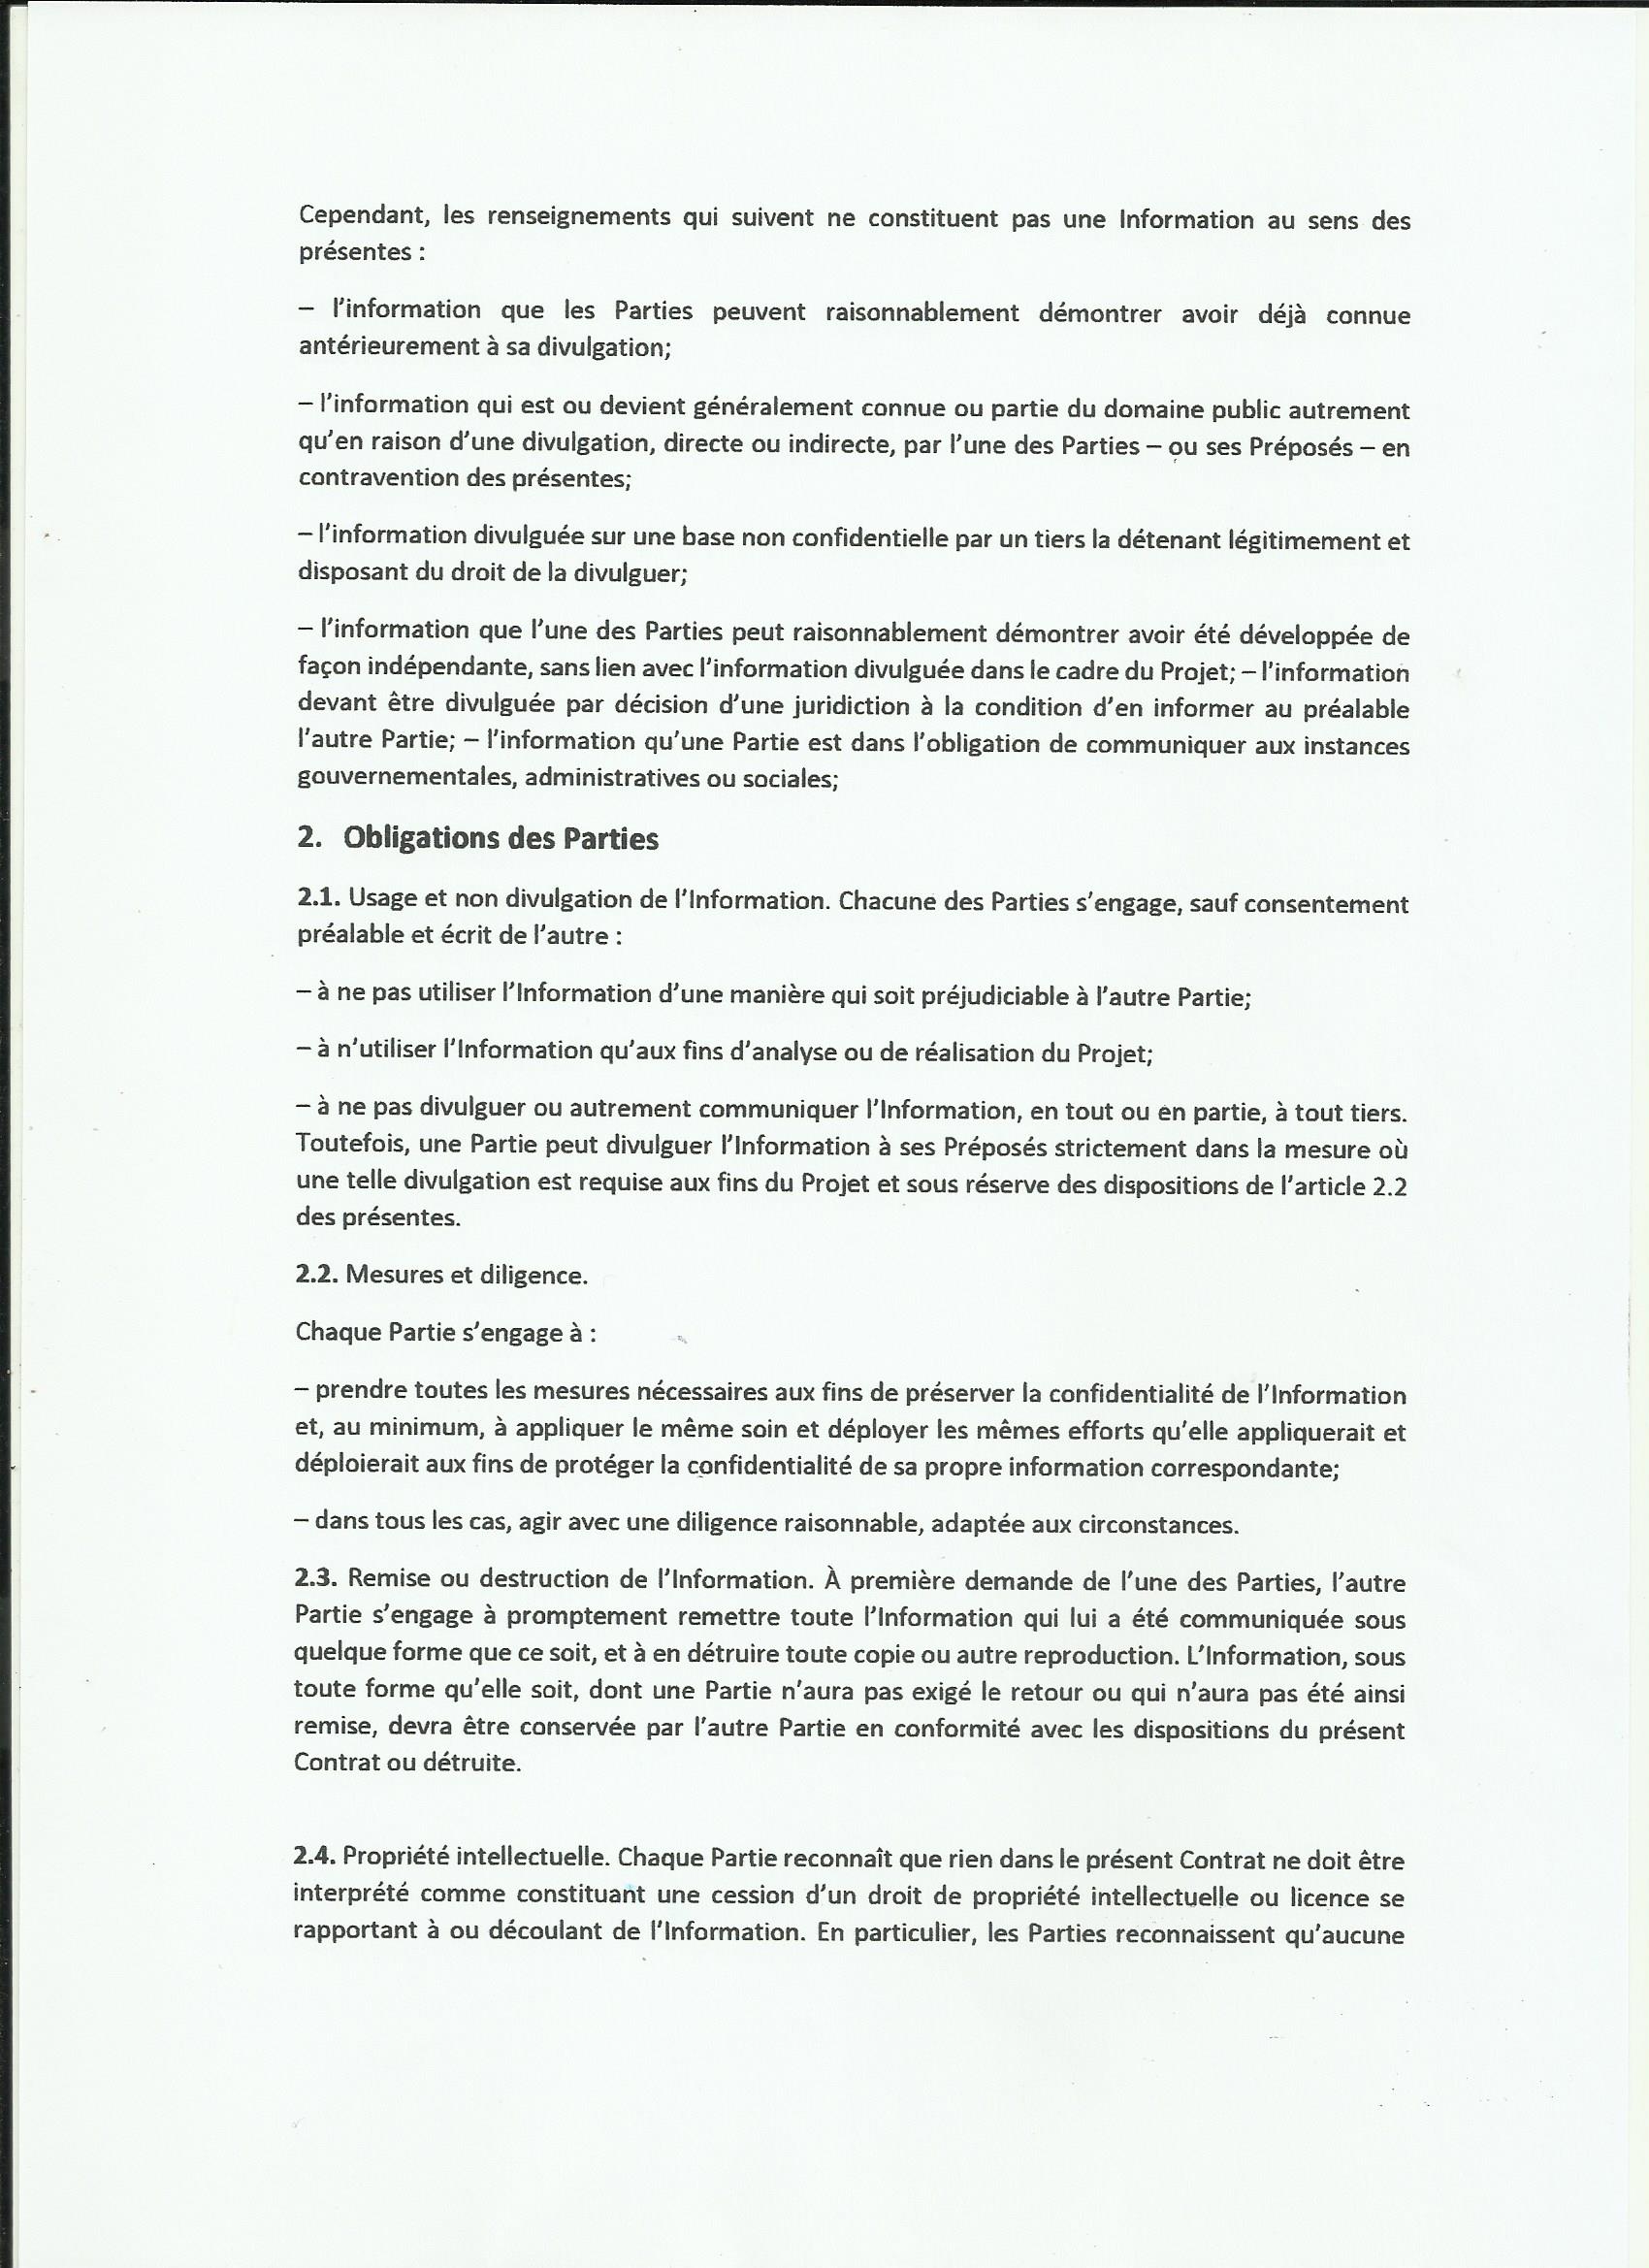 Cependant, les renseignements qui suivent ne constituent pas une Information au sens des
présentes :
– l'information que les Parties peuvent raisonnablement démontrer avoir déjà connue
antérieurement à sa divulgation;
– l'information qui est ou devient généralement connue ou partie du domaine public autrement
qu'en raison d'une divulgation, directe ou indirecte, par l'une des Parties – ou ses Préposés – en
contravention des présentes;
– l'information divulguée sur une base non confidentielle par un tiers la détenant légitimement et
disposant du droit de la divulguer;
– l'information que l'une des Parties peut raisonnablement démontrer avoir été développée de
façon indépendante, sans lien avec l'information divulguée dans le cadre du Projet; – l'information
devant être divulguée par décision d'une juridiction à la condition d'en informer au préalable
l'autre Partie; – l'information qu'une Partie est dans l'obligation de communiquer aux instances
gouvernementales, administratives ou sociales;
2. Obligations des Parties
2.1. Usage et non divulgation de l'Information. Chacune des Parties s'engage, sauf consentement
préalable et écrit de l'autre :
– à ne pas utiliser l'Information d'une manière qui soit préjudiciable à l'autre Partie;
– à n'utiliser l'Information qu'aux fins d'analyse ou de réalisation du Projet;
– à ne pas divulguer ou autrement communiquer l'Information, en tout ou en partie, à tout tiers.
Toutefois, une Partie peut divulguer l'Information à ses Préposés strictement dans la mesure où
une telle divulgation est requise aux fins du Projet et sous réserve des dispositions de l'article 2.2
des présentes.
2.2. Mesures et diligence.
Chaque Partie s'engage à :
– prendre toutes les mesures nécessaires aux fins de préserver la confidentialité de l'Information
et, au minimum, à appliquer le même soin et déployer les mêmes efforts qu'elle appliquerait et
déploierait aux fins de protéger la confidentialité de sa propre information correspondante;
– dans tous les cas, agir avec une diligence raisonnable, adaptée aux circonstances.
2.3. Remise ou destruction de l'Information. À première demande de l'une des Parties, l'autre
Partie s'engage à promptement remettre toute l'Information qui lui a été communiquée sous
quelque forme que ce soit, et à en détruire toute copie ou autre reproduction. L'Information, sous
toute forme qu'elle soit, dont une Partie n'aura pas exigé le retour ou qui n'aura pas été ainsi
remise, devra être conservée par l'autre Partie en conformité avec les dispositions du présent
Contrat ou détruite.
2.4. Propriété intellectuelle. Chaque Partie reconnaît que rien dans le présent Contrat ne doit être
interprété comme constituant une cession d'un droit de propriété intellectuelle ou licence se
rapportant à ou découlant de l'Information. En particulier, les Parties reconnaissent qu'aucune